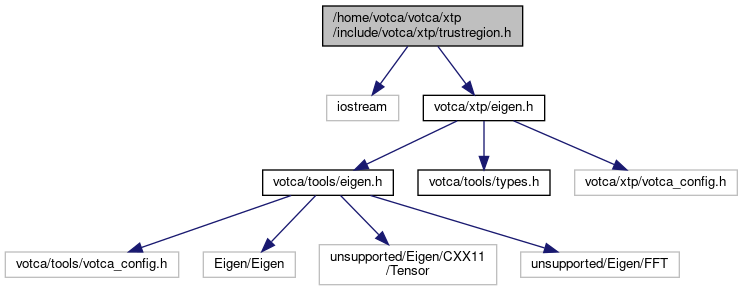 /home/votca/votca/xtp
/include/votca/xtp/trustregion.h
iostream
votca/xtp/eigen.h
votca/tools/eigen.h
votca/tools/types.h
votca/xtp/votca_config.h
votca/tools/votca_config.h
Eigen/Eigen
unsupported/Eigen/CXX11
/Tensor
unsupported/Eigen/FFT